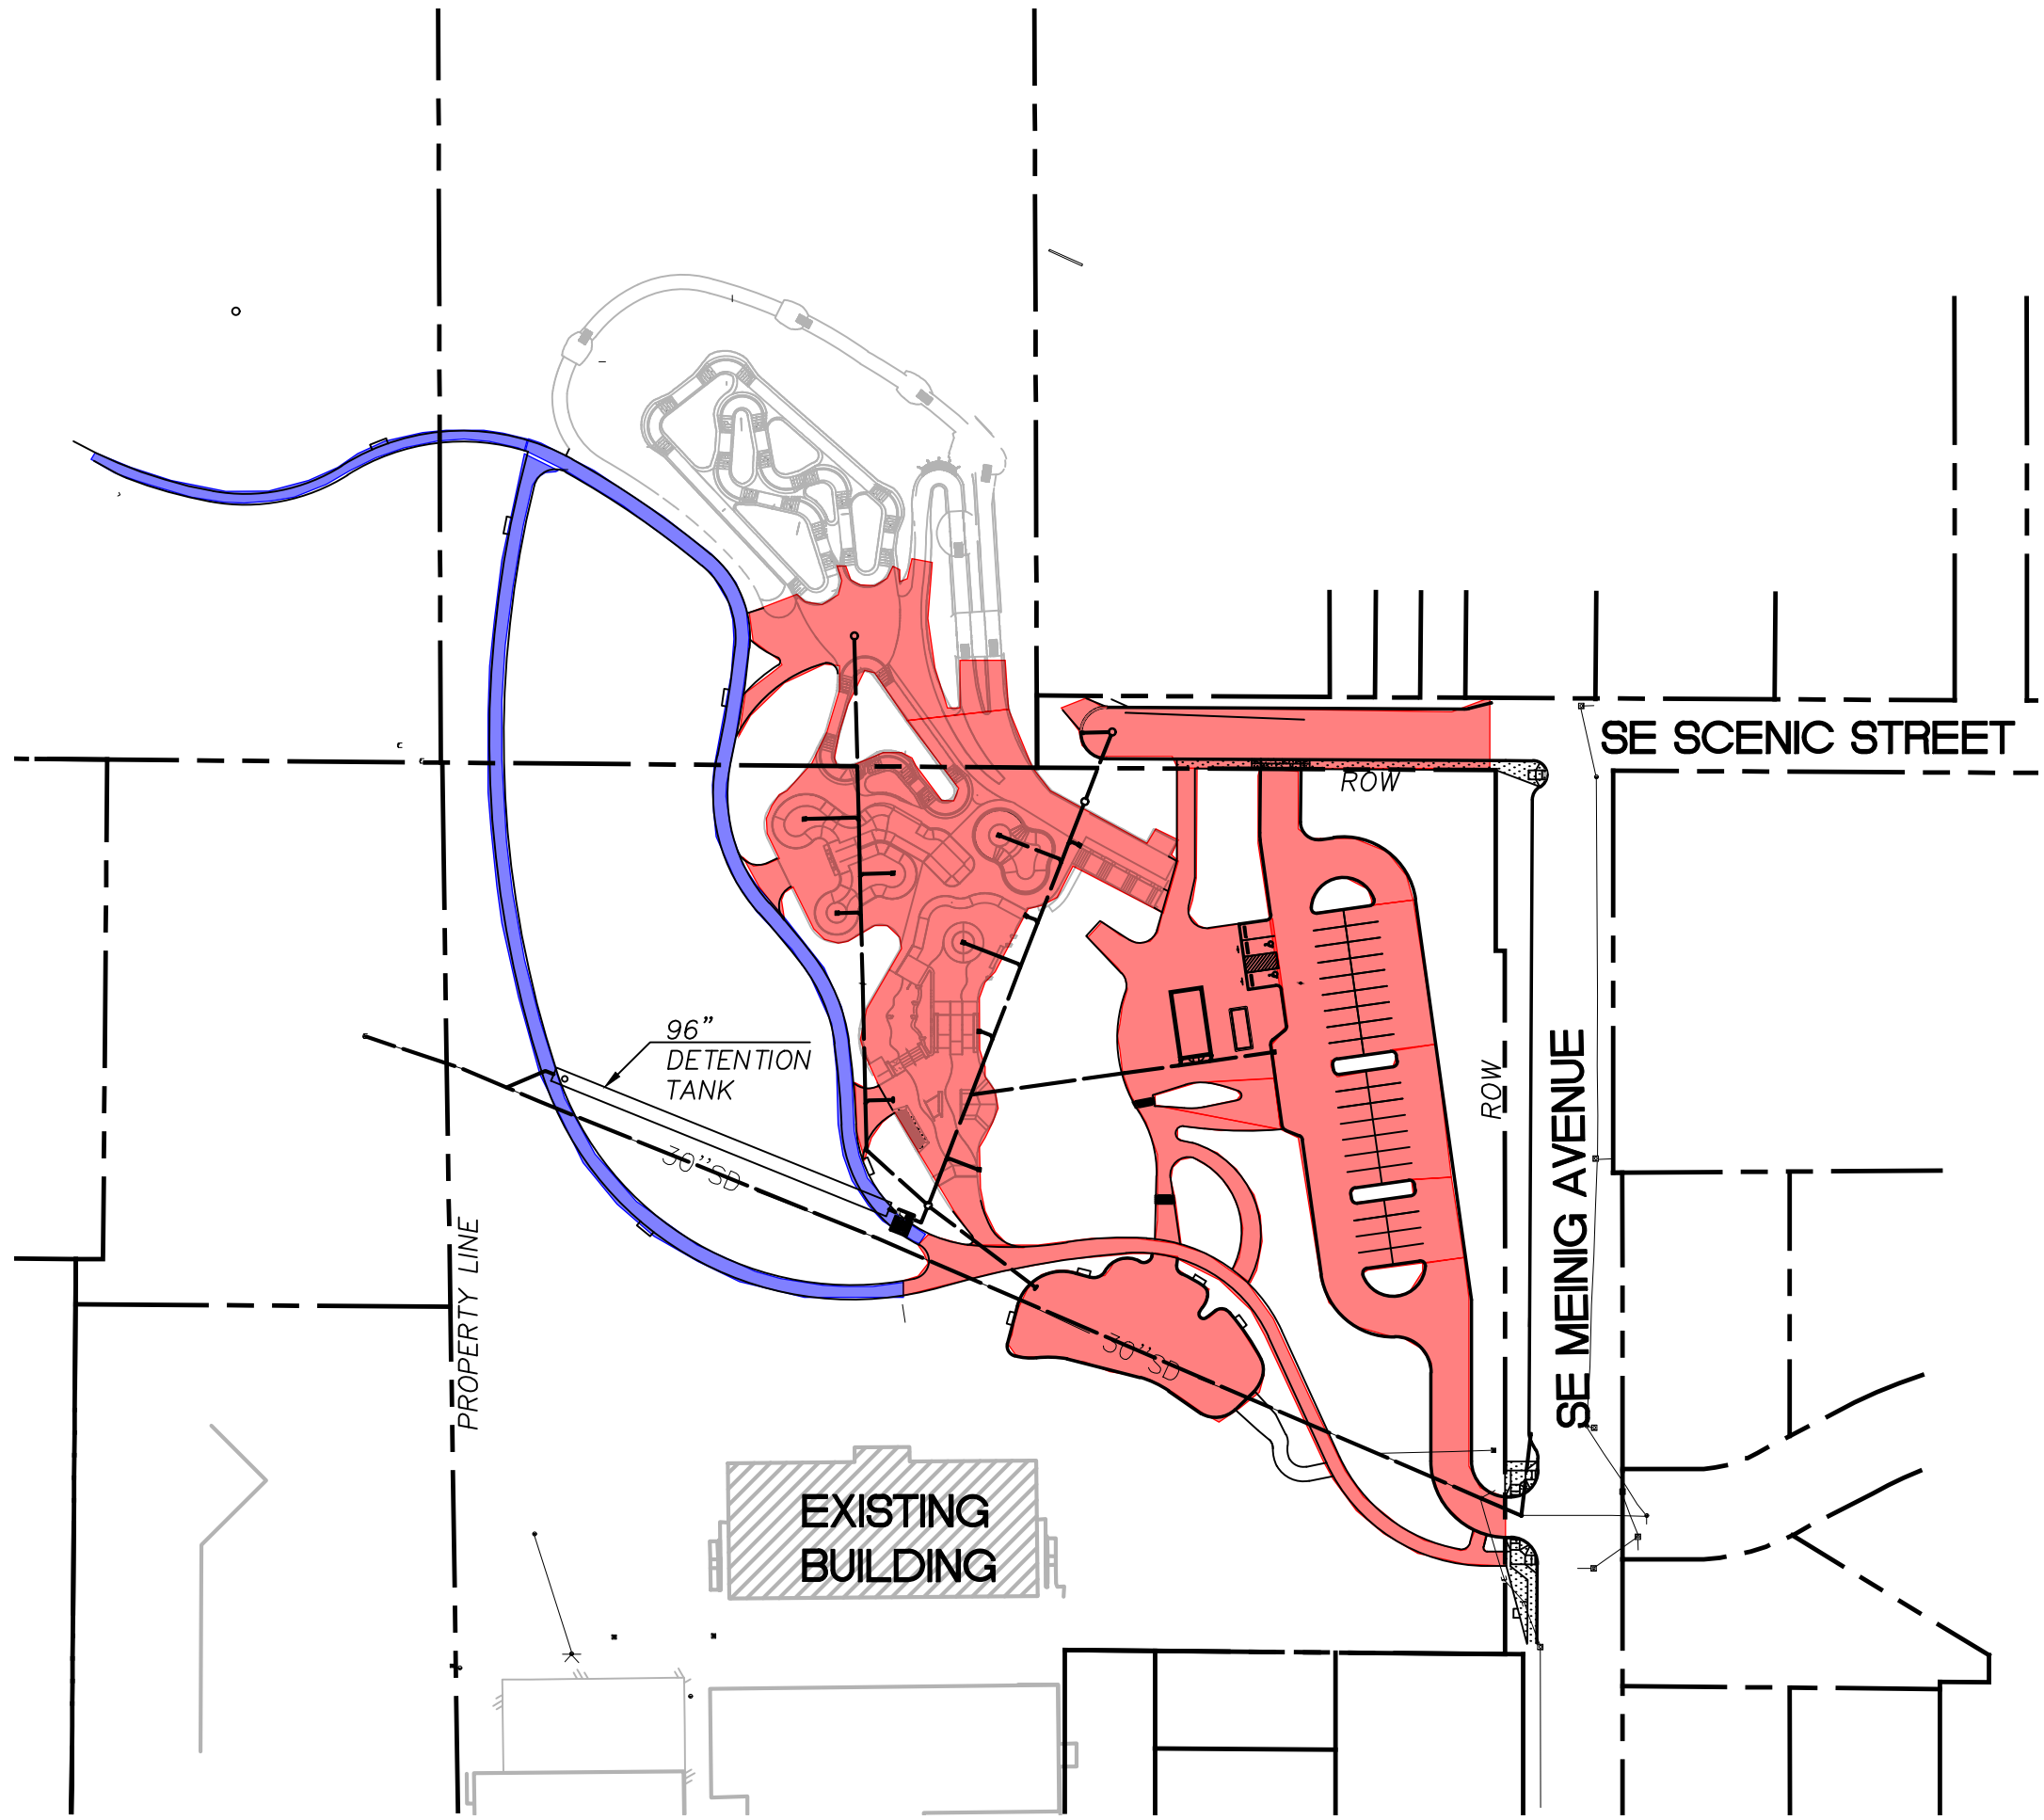 SE SCENIC STREET
ROW
96"
DETENTION
TANK
30"SD
ROW
SE MEINIG AVENUE
PROPERTY LINE
30"SD
EXISTING
BUILDING